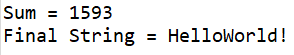 Sum = 1593
Final String = HelloWorld!